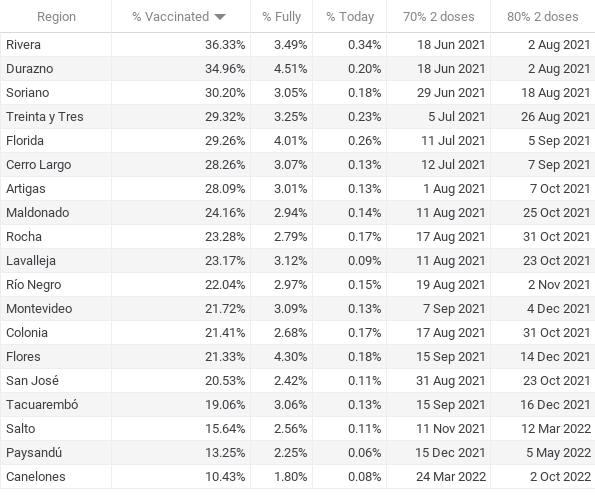 Region % Vaccinated % Fully % Today 70% 2 doses 80% 2 doses
Rivera 36.33% 3.49% 0.34% 18 Jun 2021 2 Aug 2021
Durazno 34.96% 4.51% 0.20% 18 Jun 2021 2 Aug 2021
Soriano 30.20% 3.05% 0.18% 29 Jun 2021 18 Aug 2021
Treinta y Tres 29.32% 3.25% 0.23% 5 Jul 2021 26 Aug 2021
Florida 29.26% 4.01% 0.26% 11 Jul 2021 5 Sep 2021
Cerro Largo 28.26% 3.07% 0.13% 12 Jul 2021 7 Sep 2021
Artigas 28.09% 3.01% 0.13% 1 Aug 2021 7 Oct 2021
Maldonado 24.16% 2.94% 0.14% 11 Aug 2021 25 Oct 2021
Rocha 23.28% 2.79% 0.17% 17 Aug 2021 31 Oct 2021
Lavalleja 23.17% 3.12% 0.09% 11 Aug 2021 23 Oct 2021
Río Negro 22.04% 2.97% 0.15% 19 Aug 2021 2 Nov 2021
Montevideo 21.72% 3.09% 0.13% 7 Sep 2021 4 Dec 2021
Colonia 21.41% 2.68% 0.17% 17 Aug 2021 31 Oct 2021
Flores 21.33% 4.30% 0.18% 15 Sep 2021 14 Dec 2021
San José 20.53% 2.42% 0.11% 31 Aug 2021 23 Oct 2021
Tacuarembó 19.06% 3.06% 0.13% 15 Sep 2021 16 Dec 2021
Salto 15.64% 2.56% 0.11% 11 Nov 2021 12 Mar 2022
Paysandú 13.25% 2.25% 0.06% 15 Dec 2021 5 May 2022
Canelones 10.43% 1.80% 0.08% 24 Mar 2022 2 Oct 2022